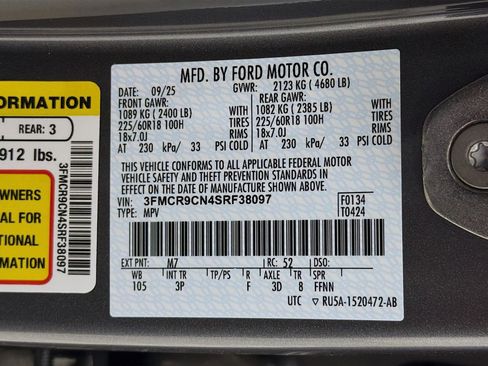 ORMATION
REAR: 3
912 lbs.
WNERS
AL FOR
TIONAL
ION
3FMCR9CN4SRF38097
MFD. BY FORD MOTOR CO.
DATE: 09/25 GVWR: 2123 KG ( 4680 LB)
FRONT GAWR: REAR GAWR:
1089 KG ( 2400 LB) 1082 KG ( 2385 LB)
225/60R18 100H TIRES 225/60R18 100H TIRES
18x7.0J RIMS 18x7.0J RIMS
AT 230 kPa/ 33 PSI COLD AT 230 kPa/ 33 PSI COLD
THIS VEHICLE CONFORMS TO ALL APPLICABLE FEDERAL MOTOR
VEHICLE SAFETY AND THEFT PREVENTION STANDARDS IN
EFFECT ON THE DATE OF MANUFACTURE SHOWN ABOVE.
VIN: 3FMCR9CN4SRF38097 F0134
TYPE: MPV T0424
EXT PNT: M7 RC: 52 DSO:
WB INT TR TP/PS R AXLE TR SPR
105 3P F 3D 8 FFNN
UTC RU5A-1520472-AB